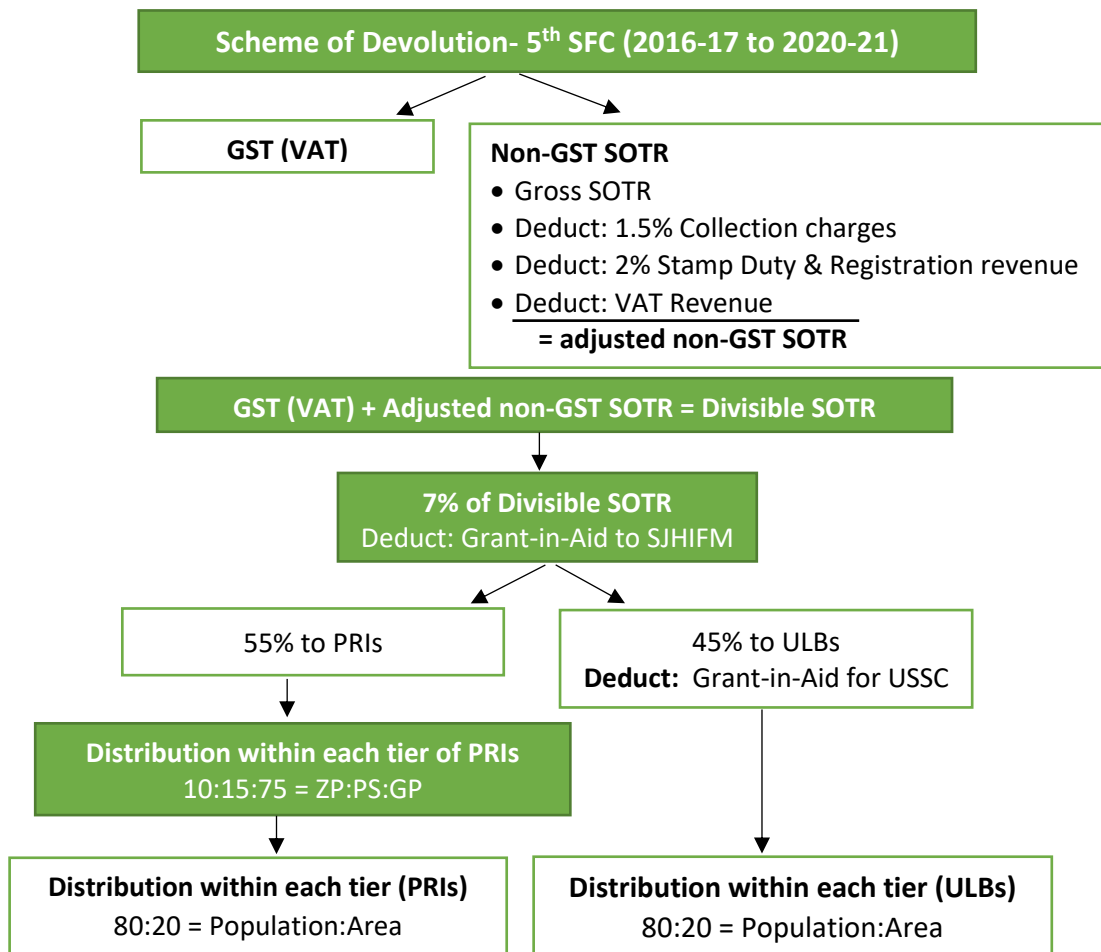 Scheme of Devolution- 5th SFC (2016-17 to 2020-21)
GST (VAT)
Non-GST SOTR
• Gross SOTR
• Deduct: 1.5% Collection charges
• Deduct: 2% Stamp Duty & Registration revenue
• Deduct: VAT Revenue
= adjusted non-GST SOTR
GST (VAT) + Adjusted non-GST SOTR = Divisible SOTR
7% of Divisible SOTR
Deduct: Grant-in-Aid to SJHIFM
55% to PRIs
45% to ULBs
Deduct: Grant-in-Aid for USSC
Distribution within each tier of PRIs
10:15:75 = ZP:PS:GP
Distribution within each tier (PRIs)
80:20 = Population:Area
Distribution within each tier (ULBs)
80:20 = Population:Area